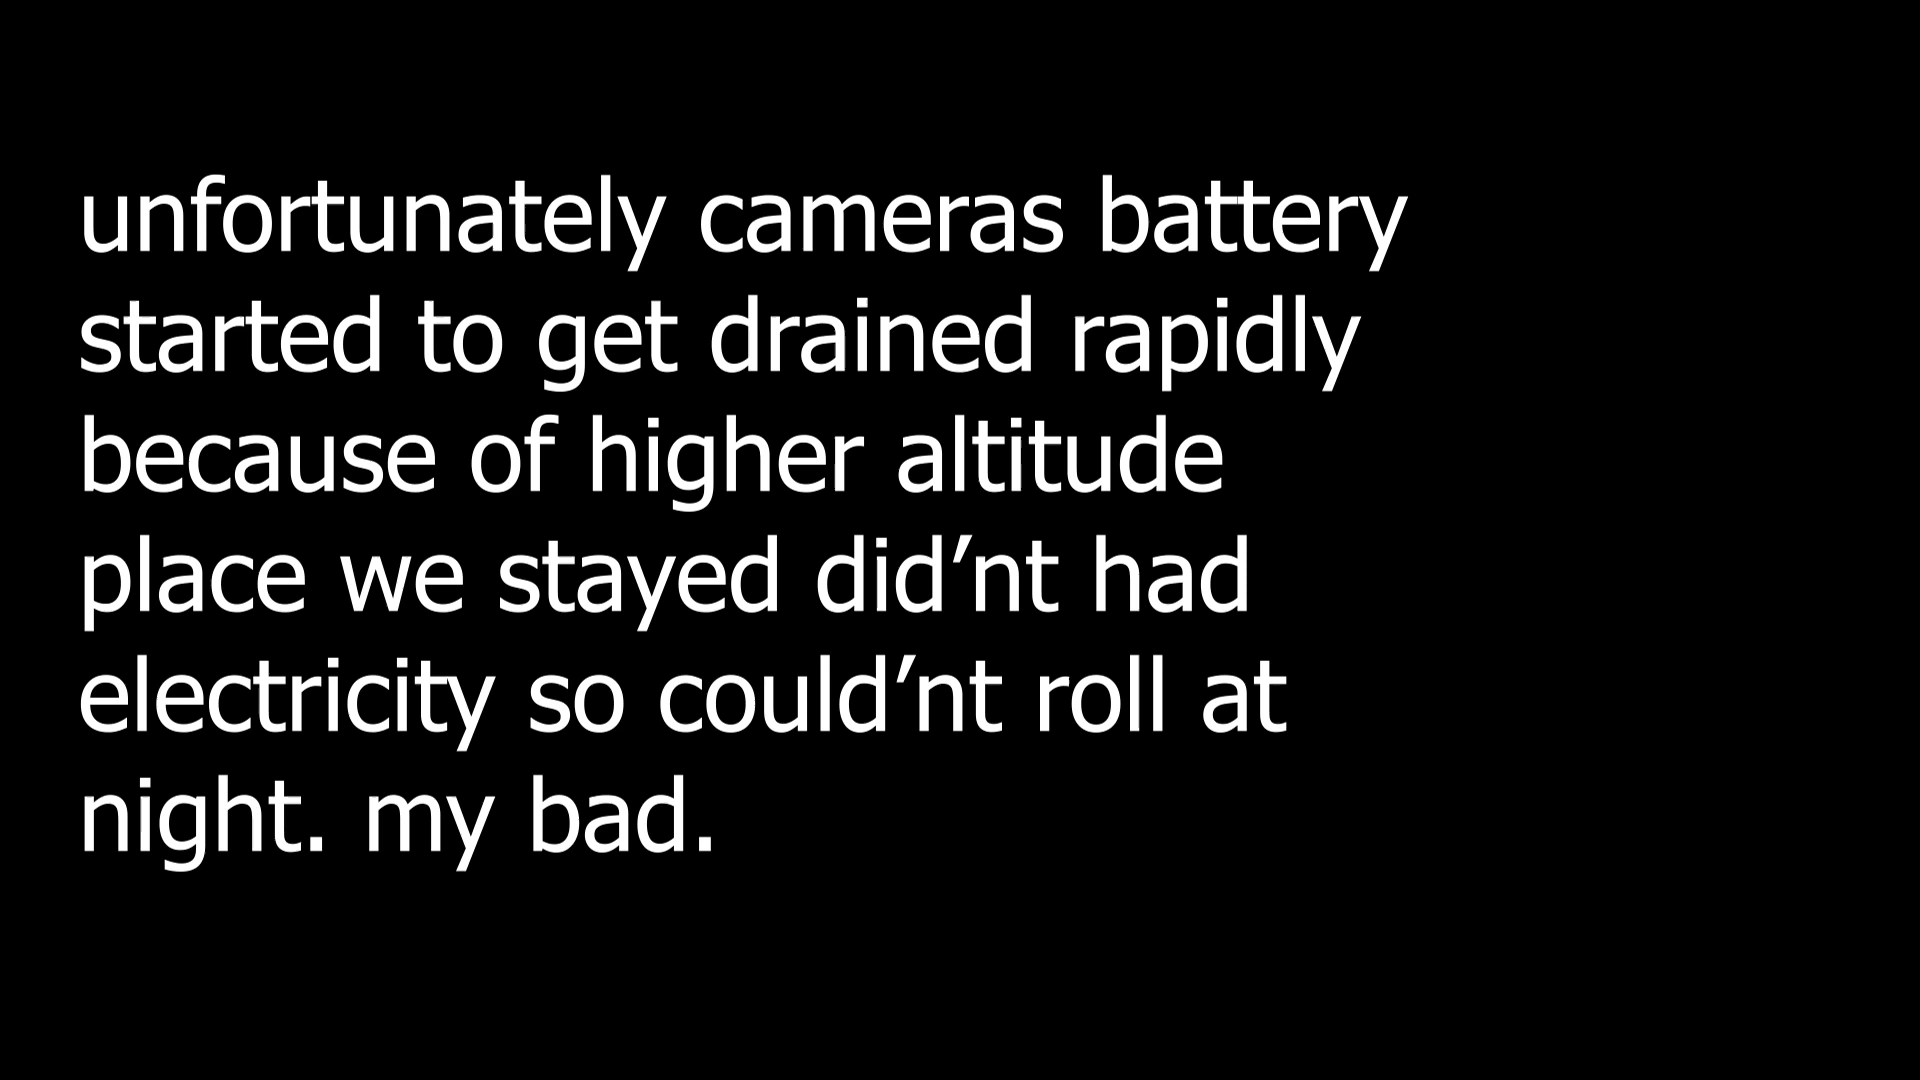 unfortunately cameras battery
started to get drained rapidly
because of higher altitude
place we stayed did’nt had
electricity so could’nt roll at
night. my bad.